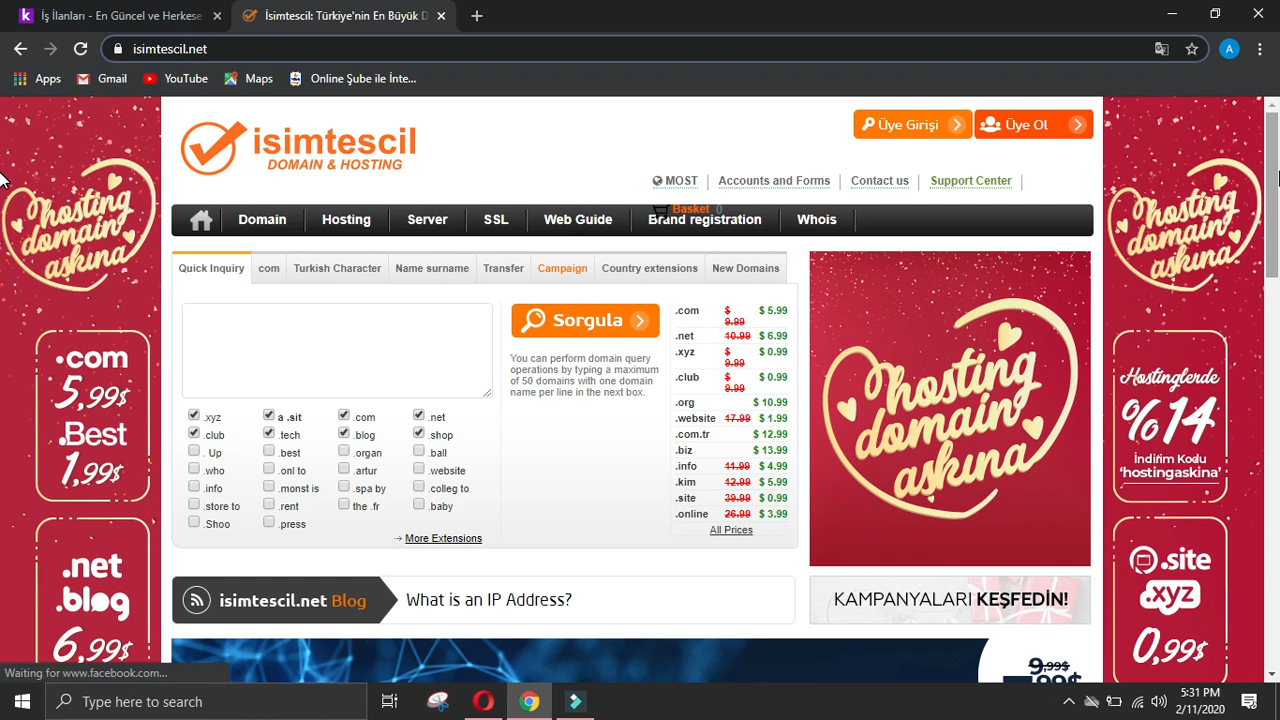 İş İlanları - En Güncel ve Herkese
İsimtescil: Türkiye'nin En Büyük D
isimtescil.net
A
Apps
Gmail
YouTube
Maps
Online Şube ile İnte...
isimtescil
DOMAIN & HOSTING
Üye Girişi
Üye Ol
MOST
Accounts and Forms
Contact us
Support Center
Basket 0
Domain
Hosting
Server
SSL
Web Guide
Brand registration
Whois
Quick Inquiry
com
Turkish Character
Name surname
Transfer
Campaign
Country extensions
New Domains
Sorgula
You can perform domain query
operations by typing a maximum
of 50 domains with one domain
name per line in the next box.
.xyz a .sit .com .net
.club .tech .blog .shop
. Up .best .organ .ball
.who .onl to .artur .website
.info .monst is .spa by .colleg to
.store to .rent the .fr .baby
.Shoo .press
→ More Extensions
.com $ 9.99 $ 5.99
.net 10.99 $ 6.99
.xyz $ 9.99 $ 0.99
.club $ 9.99 $ 0.99
.org $ 10.99
.website 17.99 $ 1.99
.com.tr $ 12.99
.biz $ 13.99
.info 11.99 $ 4.99
.kim 12.99 $ 5.99
.site 39.99 $ 0.99
.online 26.99 $ 3.99
All Prices
hosting
domain
aşkına
hosting
domain
aşkına
.com
5,99$
.Best
1,99$
.net
.blog
6,99$
hosting
domain
aşkına
Hostinglerde
%14
İndirim Kodu
'hostingaskina'
.site
.xyz
0,99$
isimtescil.net Blog
What is an IP Address?
KAMPANYALARI KEŞFEDİN!
9,99$
Waiting for www.facebook.com...
Type here to search
5:31 PM
2/11/2020